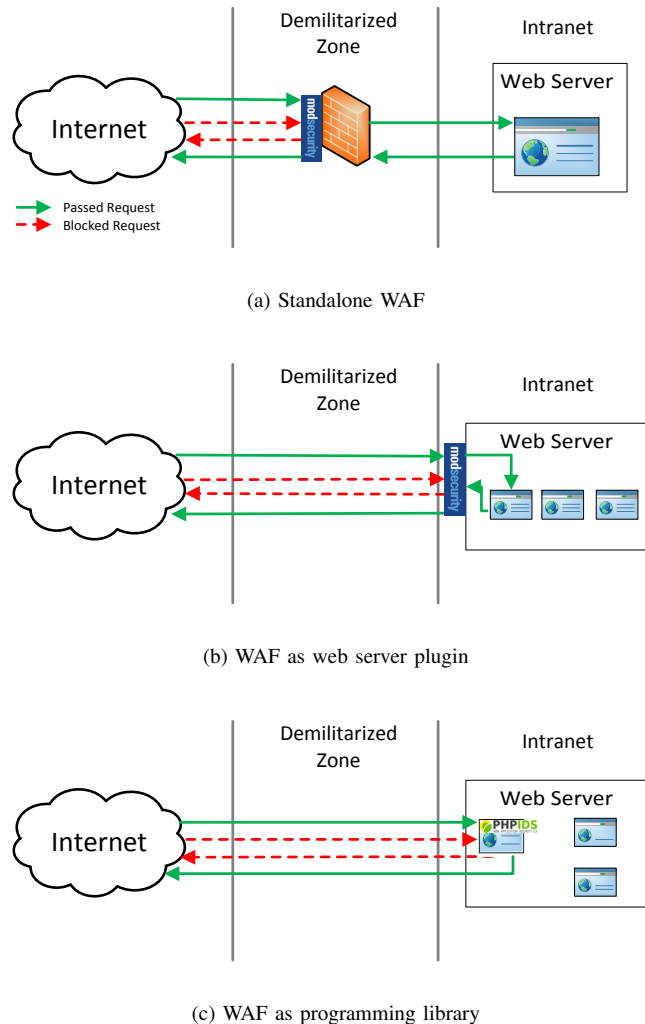 Demilitarized
Zone
Intranet
Web Server
Internet
modsecurity
Passed Request
Blocked Request
(a) Standalone WAF
Demilitarized
Zone
Intranet
Web Server
Internet
modsecurity
(b) WAF as web server plugin
Demilitarized
Zone
Intranet
Web Server
Internet
PHPIDS
(c) WAF as programming library